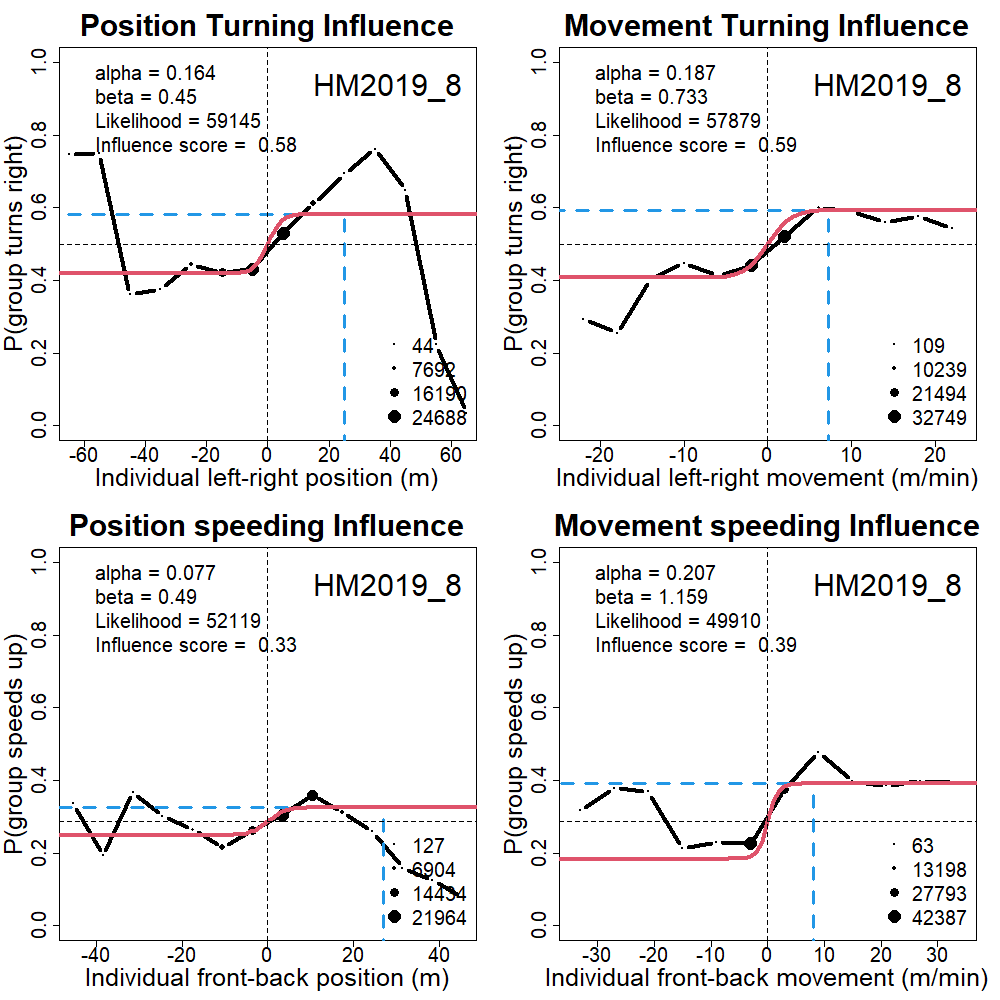 Position Turning Influence
alpha = 0.164
beta = 0.45
Likelihood = 59145
Influence score = 0.58
HM2019_8
P(group turns right)
0.0 0.2 0.4 0.6 0.8 1.0
44
7692
16190
24688
-60 -40 -20 0 20 40 60
Individual left-right position (m)
Movement Turning Influence
alpha = 0.187
beta = 0.733
Likelihood = 57879
Influence score = 0.59
HM2019_8
P(group turns right)
0.0 0.2 0.4 0.6 0.8 1.0
109
10239
21494
32749
-20 -10 0 10 20
Individual left-right movement (m/min)
Position speeding Influence
alpha = 0.077
beta = 0.49
Likelihood = 52119
Influence score = 0.33
HM2019_8
P(group speeds up)
0.0 0.2 0.4 0.6 0.8 1.0
127
6904
14434
21964
-40 -20 0 20 40
Individual front-back position (m)
Movement speeding Influence
alpha = 0.207
beta = 1.159
Likelihood = 49910
Influence score = 0.39
HM2019_8
P(group speeds up)
0.0 0.2 0.4 0.6 0.8 1.0
63
13198
27793
42387
-30 -20 -10 0 10 20 30
Individual front-back movement (m/min)